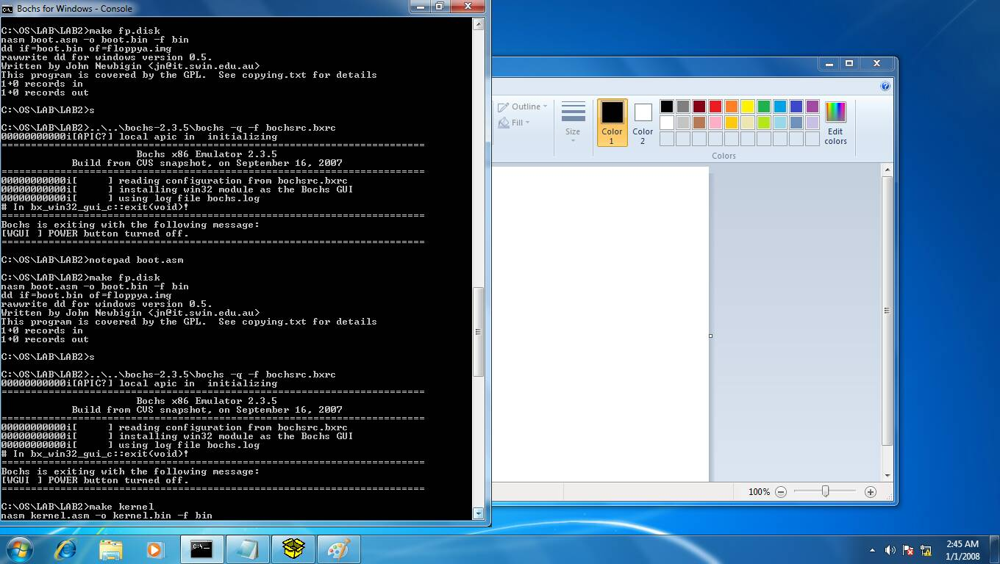 Bochs for Windows - Console
C:\OS\LAB\LAB2>make fp.disk
nasm boot.asm -o boot.bin -f bin
dd if=boot.bin of=floppya.img
rawwrite dd for windows version 0.5.
Written by John Newbigin <jn@it.swin.edu.au>
This program is covered by the GPL.  See copying.txt for details
1+0 records in
1+0 records out
C:\OS\LAB\LAB2>s
C:\OS\LAB\LAB2>..\..\bochs-2.3.5\bochs -q -f bochsrc.bxrc
00000000000i[APIC?] local apic in  initializing
========================================================================
Bochs x86 Emulator 2.3.5
Build from CVS snapshot, on September 16, 2007
========================================================================
00000000000i[     ] reading configuration from bochsrc.bxrc
00000000000i[     ] installing win32 module as the Bochs GUI
00000000000i[     ] using log file bochs.log
# In bx_win32_gui_c::exit(void)!
========================================================================
Bochs is exiting with the following message:
[WGUI ] POWER button turned off.
========================================================================
C:\OS\LAB\LAB2>notepad boot.asm
C:\OS\LAB\LAB2>make fp.disk
nasm boot.asm -o boot.bin -f bin
dd if=boot.bin of=floppya.img
rawwrite dd for windows version 0.5.
Written by John Newbigin <jn@it.swin.edu.au>
This program is covered by the GPL.  See copying.txt for details
1+0 records in
1+0 records out
C:\OS\LAB\LAB2>s
C:\OS\LAB\LAB2>..\..\bochs-2.3.5\bochs -q -f bochsrc.bxrc
00000000000i[APIC?] local apic in  initializing
========================================================================
Bochs x86 Emulator 2.3.5
Build from CVS snapshot, on September 16, 2007
========================================================================
00000000000i[     ] reading configuration from bochsrc.bxrc
00000000000i[     ] installing win32 module as the Bochs GUI
00000000000i[     ] using log file bochs.log
# In bx_win32_gui_c::exit(void)!
========================================================================
Bochs is exiting with the following message:
[WGUI ] POWER button turned off.
========================================================================
C:\OS\LAB\LAB2>make kernel
nasm kernel.asm -o kernel.bin -f bin
Outline
Fill
Size
Color 1
Color 2
Edit colors
Colors
100%
C:\
2:45 AM
1/1/2008